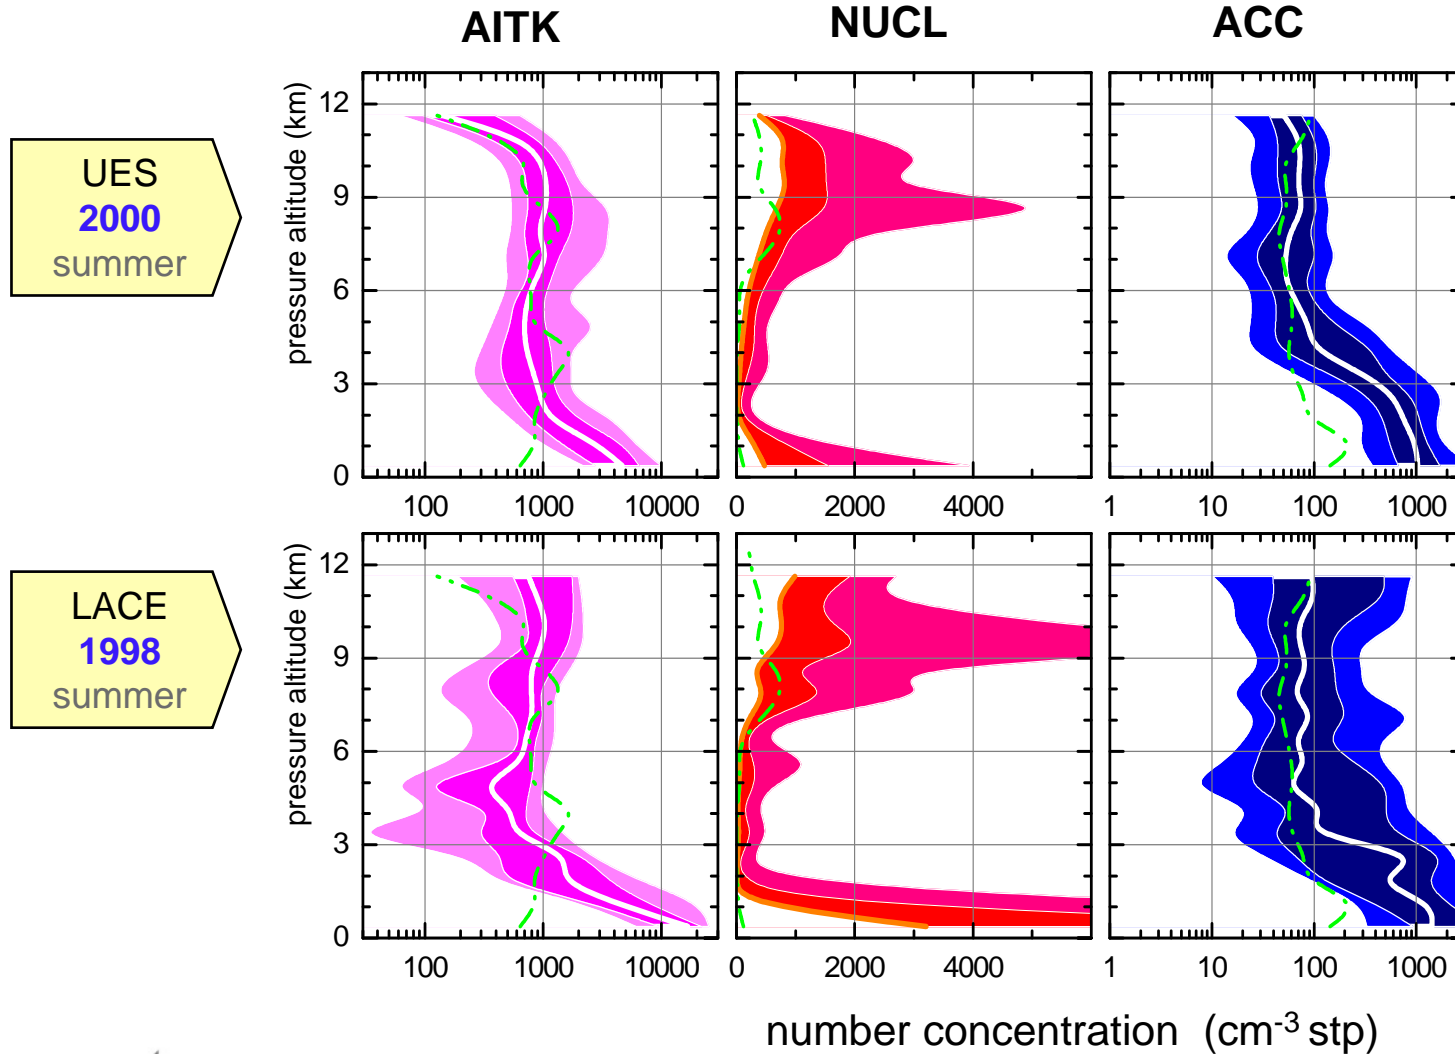 AITK NUCL ACC
UES
2000
summer
pressure altitude (km)
12
9
6
3
0
100 1000 10000
0 2000 4000
1 10 100 1000
LACE
1998
summer
pressure altitude (km)
12
9
6
3
0
100 1000 10000
0 2000 4000
1 10 100 1000
number concentration (cm-3 stp)